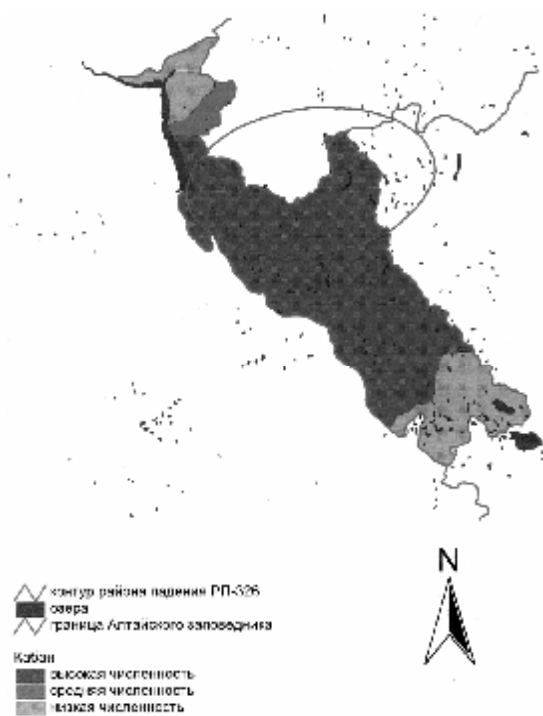 N
контур района падения РП-326
озера
граница Алтайского заповедника
Кабан
высокая численность
средняя численность
низкая численность